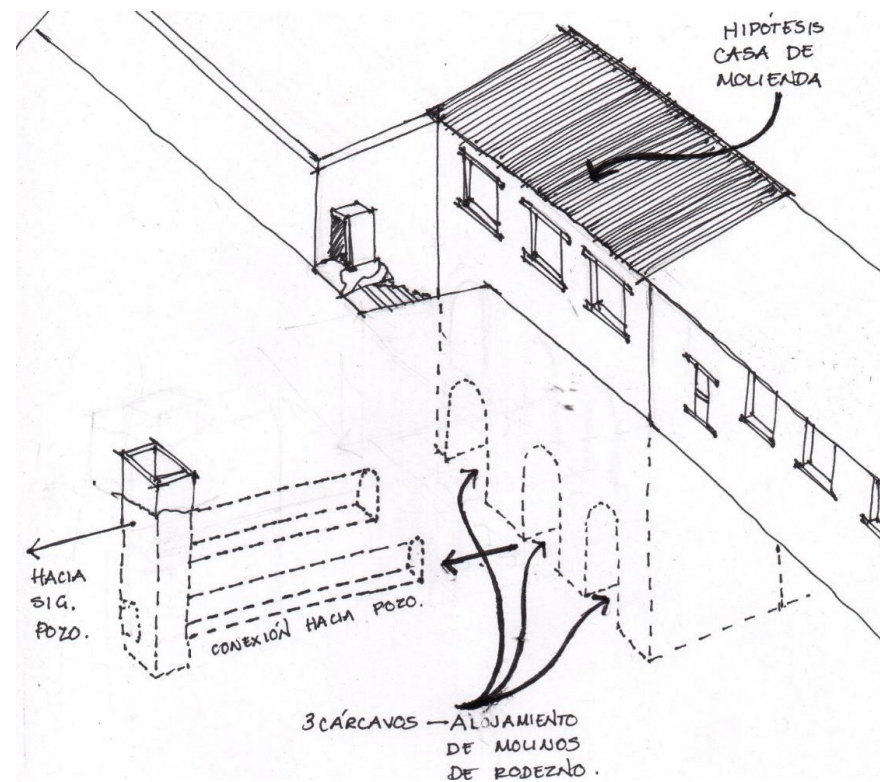 HIPÓTESIS
CASA DE
MOLIENDA
HACIA
SIG.
POZO.
CONEXIÓN HACIA POZO.
3 CÁRCAVOS — ALOJAMIENTO
DE MOLINOS
DE RODEZNO.